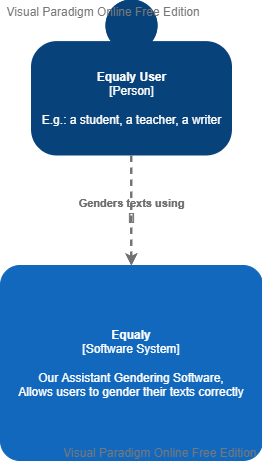 Visual Paradigm Online Free Edition
Equaly User
[Person]
E.g.: a student, a teacher, a writer
Genders texts using
Equaly
[Software System]
Our Assistant Gendering Software,
Allows users to gender their texts correctly
Visual Paradigm Online Free Edition